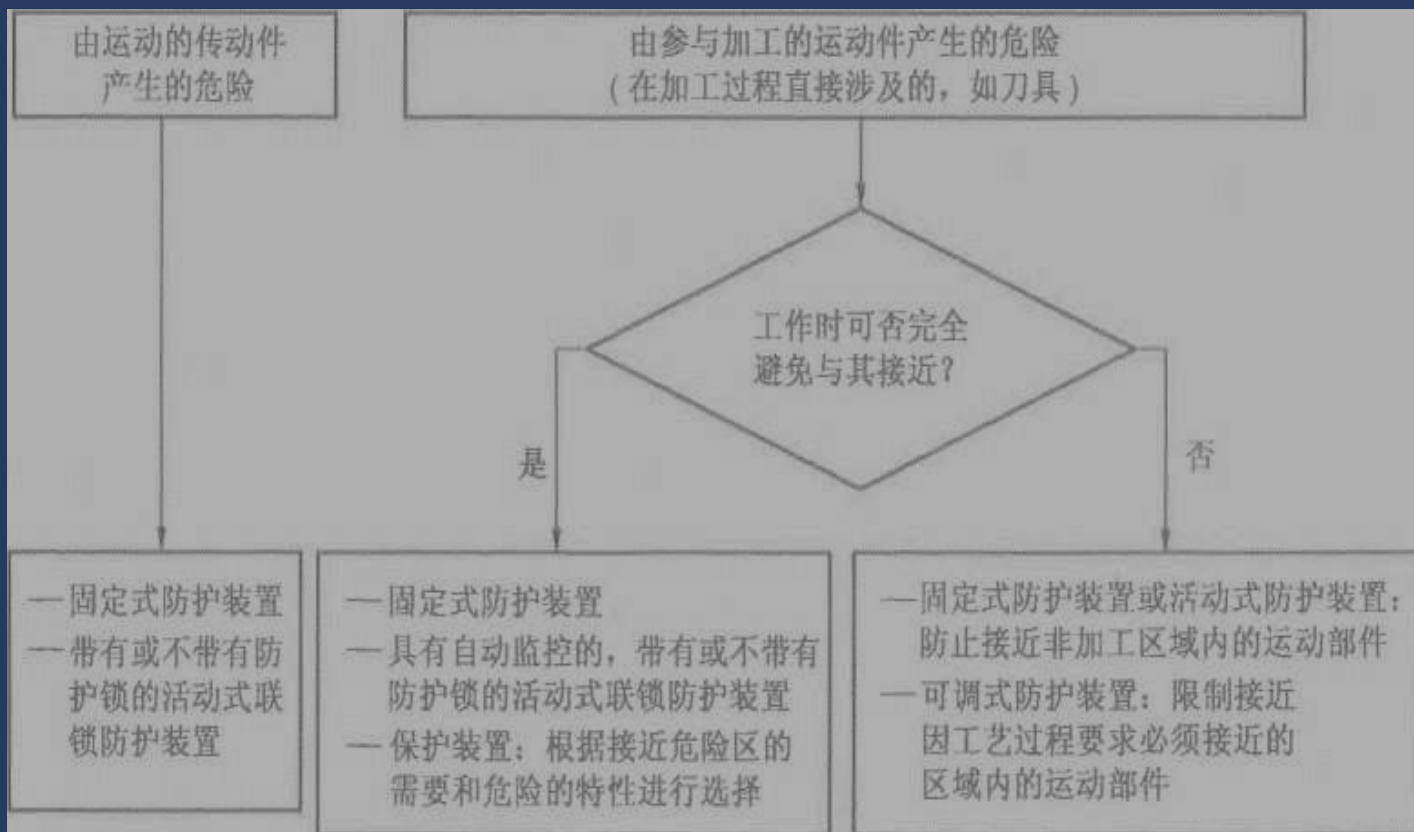 由运动的传动件
产生的危险
由参与加工的运动件产生的危险
(在加工过程直接涉及的，如刀具)
工作时可否完全
避免与其接近?
是
否
—固定式防护装置
—带有或不带有防
护锁的活动式联
锁防护装置
—固定式防护装置
—具有自动监控的，带有或不带有
防护锁的活动式联锁防护装置
—保护装置：根据接近危险区的
需要和危险的特性进行选择
—固定式防护装置或活动式防护装置：
防止接近非加工区域内的运动部件
—可调式防护装置：限制接近
因工艺过程要求必须接近的
区域内的运动部件